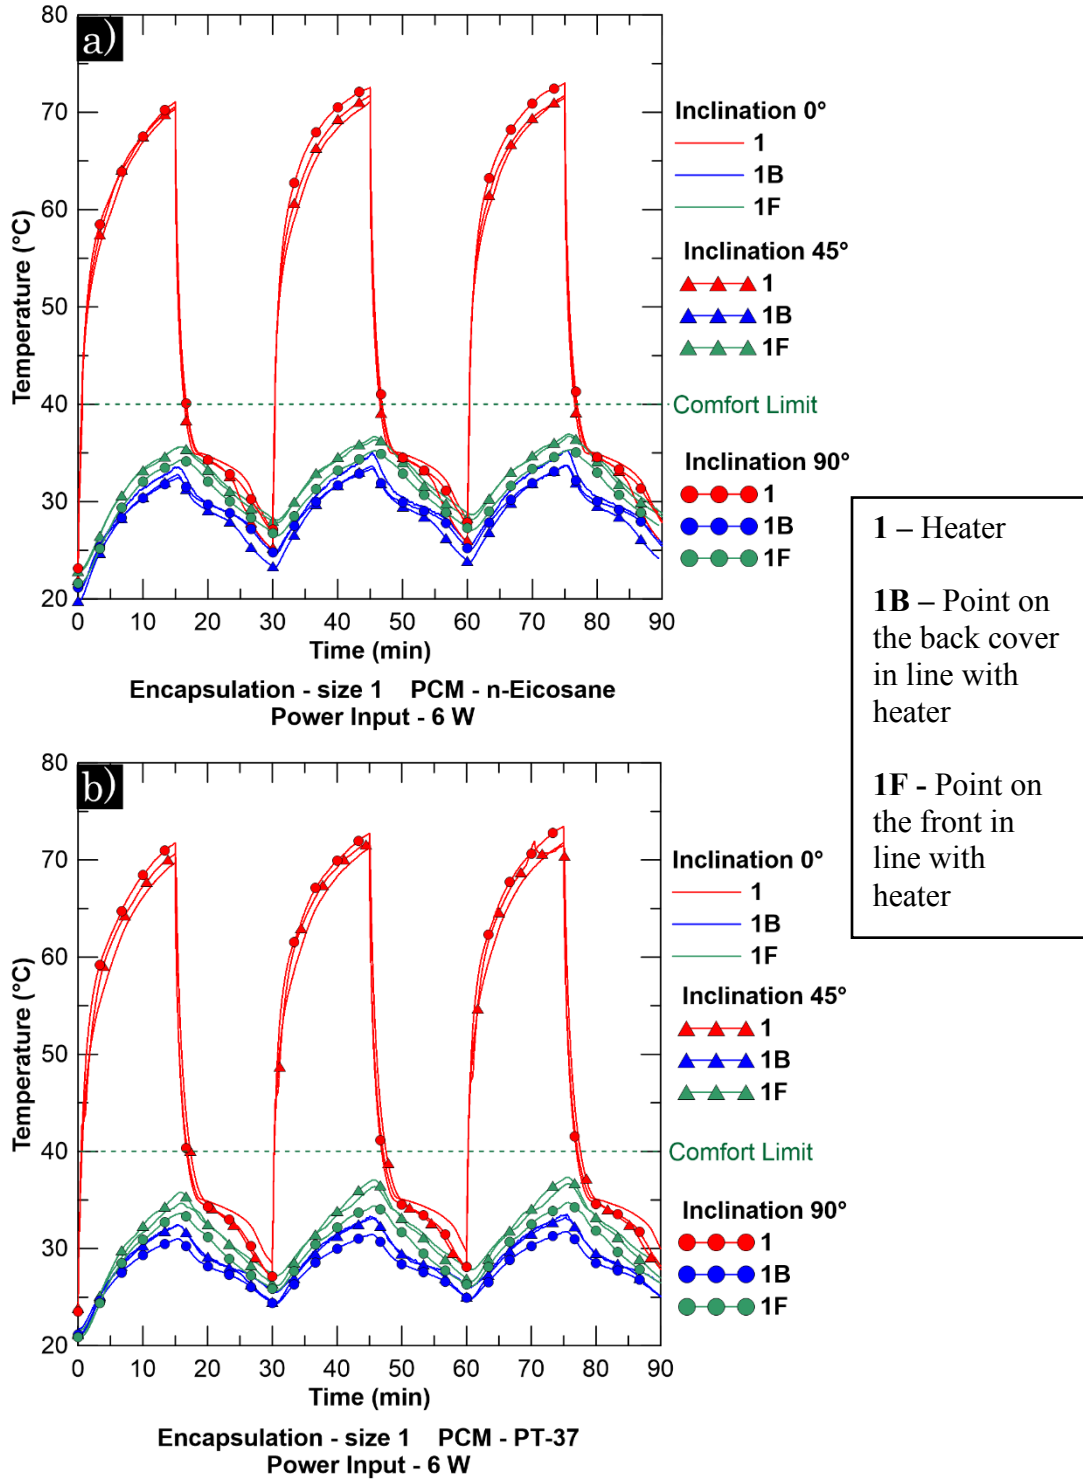 a)
80
70
60
50
40
30
20
Temperature (°C)
0 10 20 30 40 50 60 70 80 90
Time (min)
Encapsulation - size 1 PCM - n-Eicosane
Power Input - 6 W
Inclination 0°
1
1B
1F
Inclination 45°
1
1B
1F
Comfort Limit
Inclination 90°
1
1B
1F
1 – Heater
1B – Point on
the back cover
in line with
heater
1F - Point on
the front in
line with
heater
b)
80
70
60
50
40
30
20
Temperature (°C)
0 10 20 30 40 50 60 70 80 90
Time (min)
Encapsulation - size 1 PCM - PT-37
Power Input - 6 W
Inclination 0°
1
1B
1F
Inclination 45°
1
1B
1F
Comfort Limit
Inclination 90°
1
1B
1F